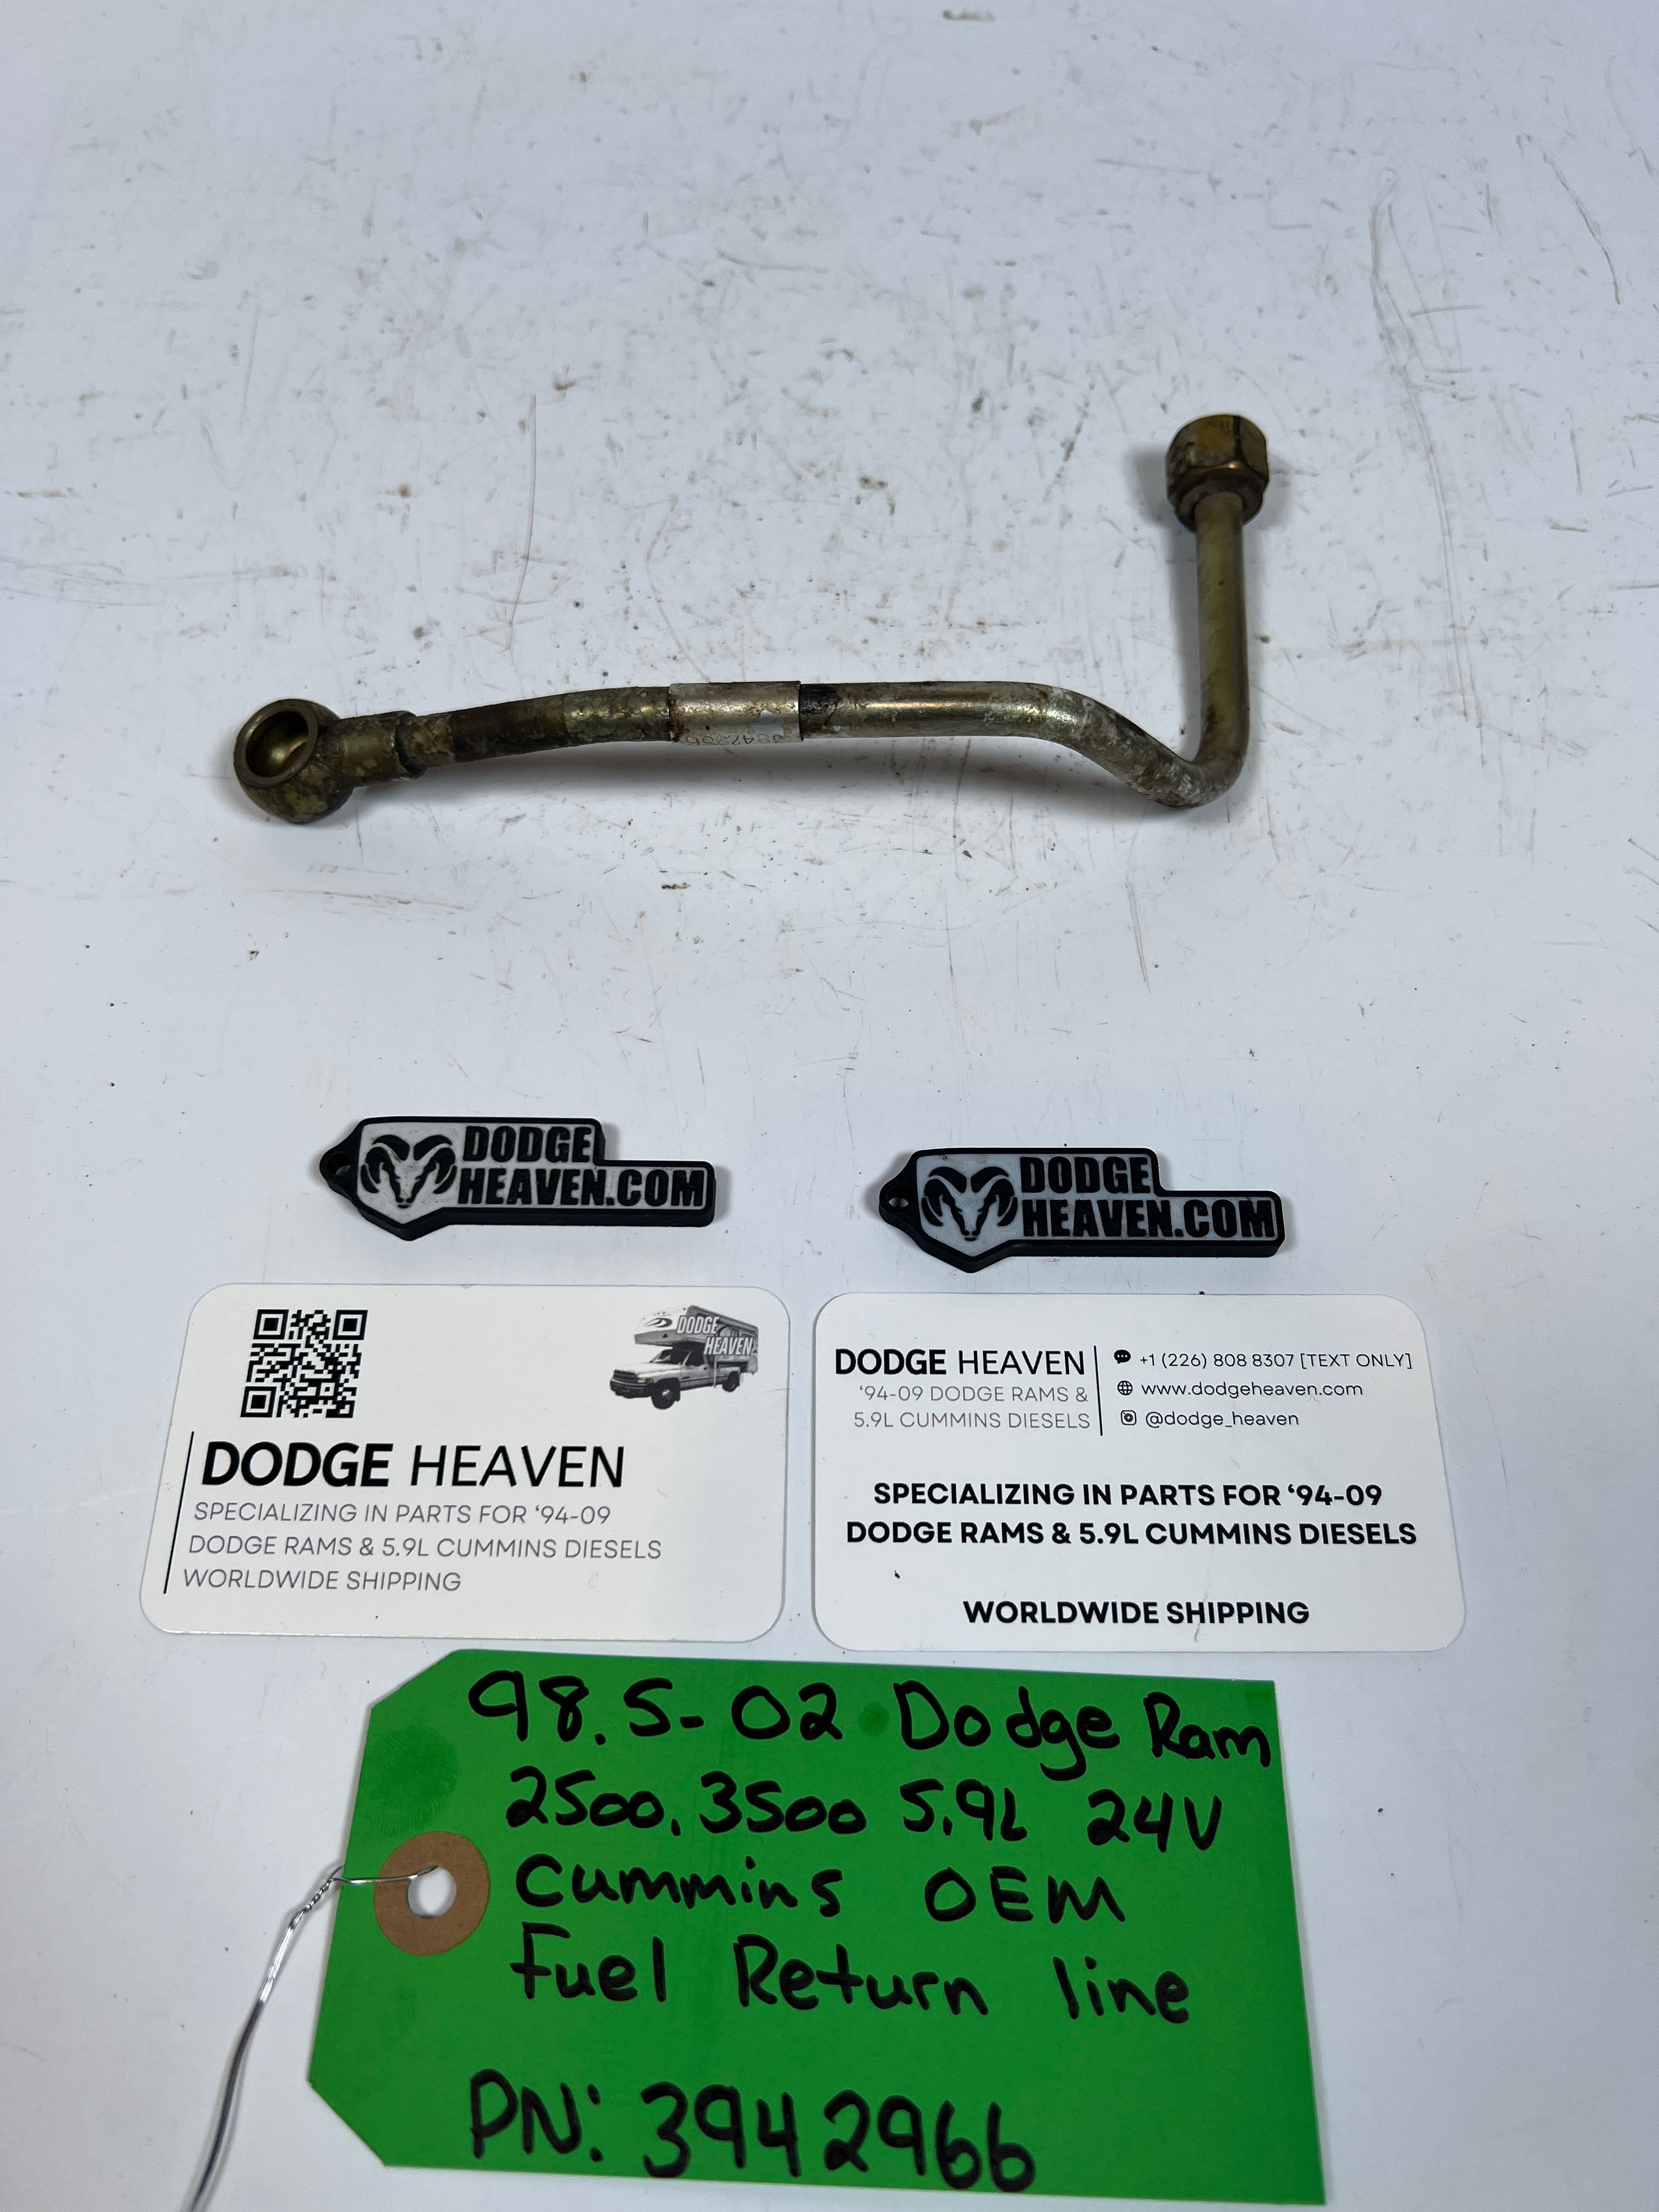 DODGE
HEAVEN.COM
DODGE
HEAVEN.COM
DODGE
HEAVEN
DODGE HEAVEN
SPECIALIZING IN PARTS FOR ‘94-09
DODGE RAMS & 5.9L CUMMINS DIESELS
WORLDWIDE SHIPPING
DODGE HEAVEN
‘94-09 DODGE RAMS &
5.9L CUMMINS DIESELS
+1 (226) 808 8307 [TEXT ONLY]
www.dodgeheaven.com
@dodge_heaven
SPECIALIZING IN PARTS FOR ‘94-09
DODGE RAMS & 5.9L CUMMINS DIESELS
WORLDWIDE SHIPPING
98.5-02 Dodge Ram
2500, 3500 5.9L 24V
Cummins OEM
Fuel Return line
PN: 3942966